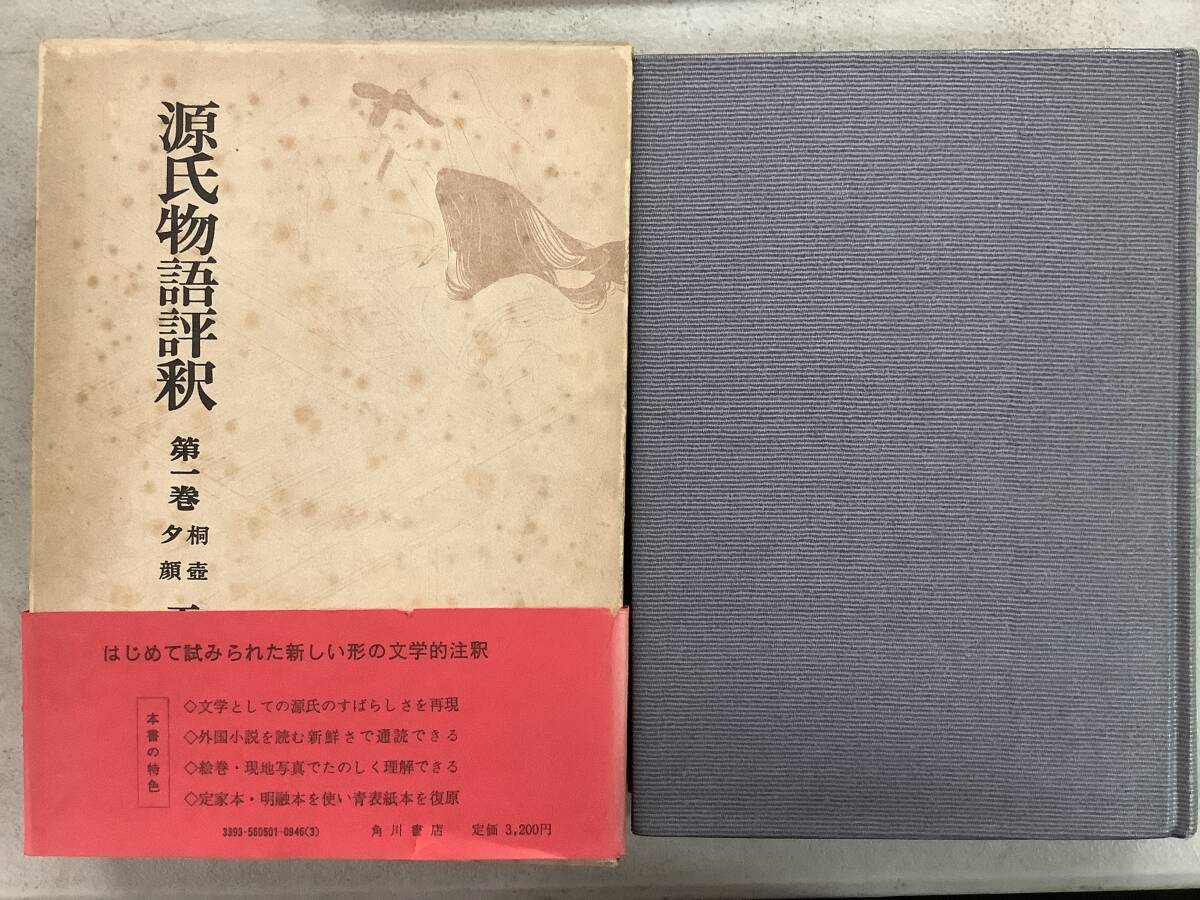 源氏物語評釈
第一巻
桐壺
夕顔
はじめて試みられた新しい形の文学的注釈
本書の特色
◇文学としての源氏のすばらしさを再現
◇外国小説を読む新鮮さで通読できる
◇絵巻・現地写真でたのしく理解できる
◇定家本・明融本を使い青表紙本を復原
3393-560501-0946(3) 角川書店 定価 3,200円